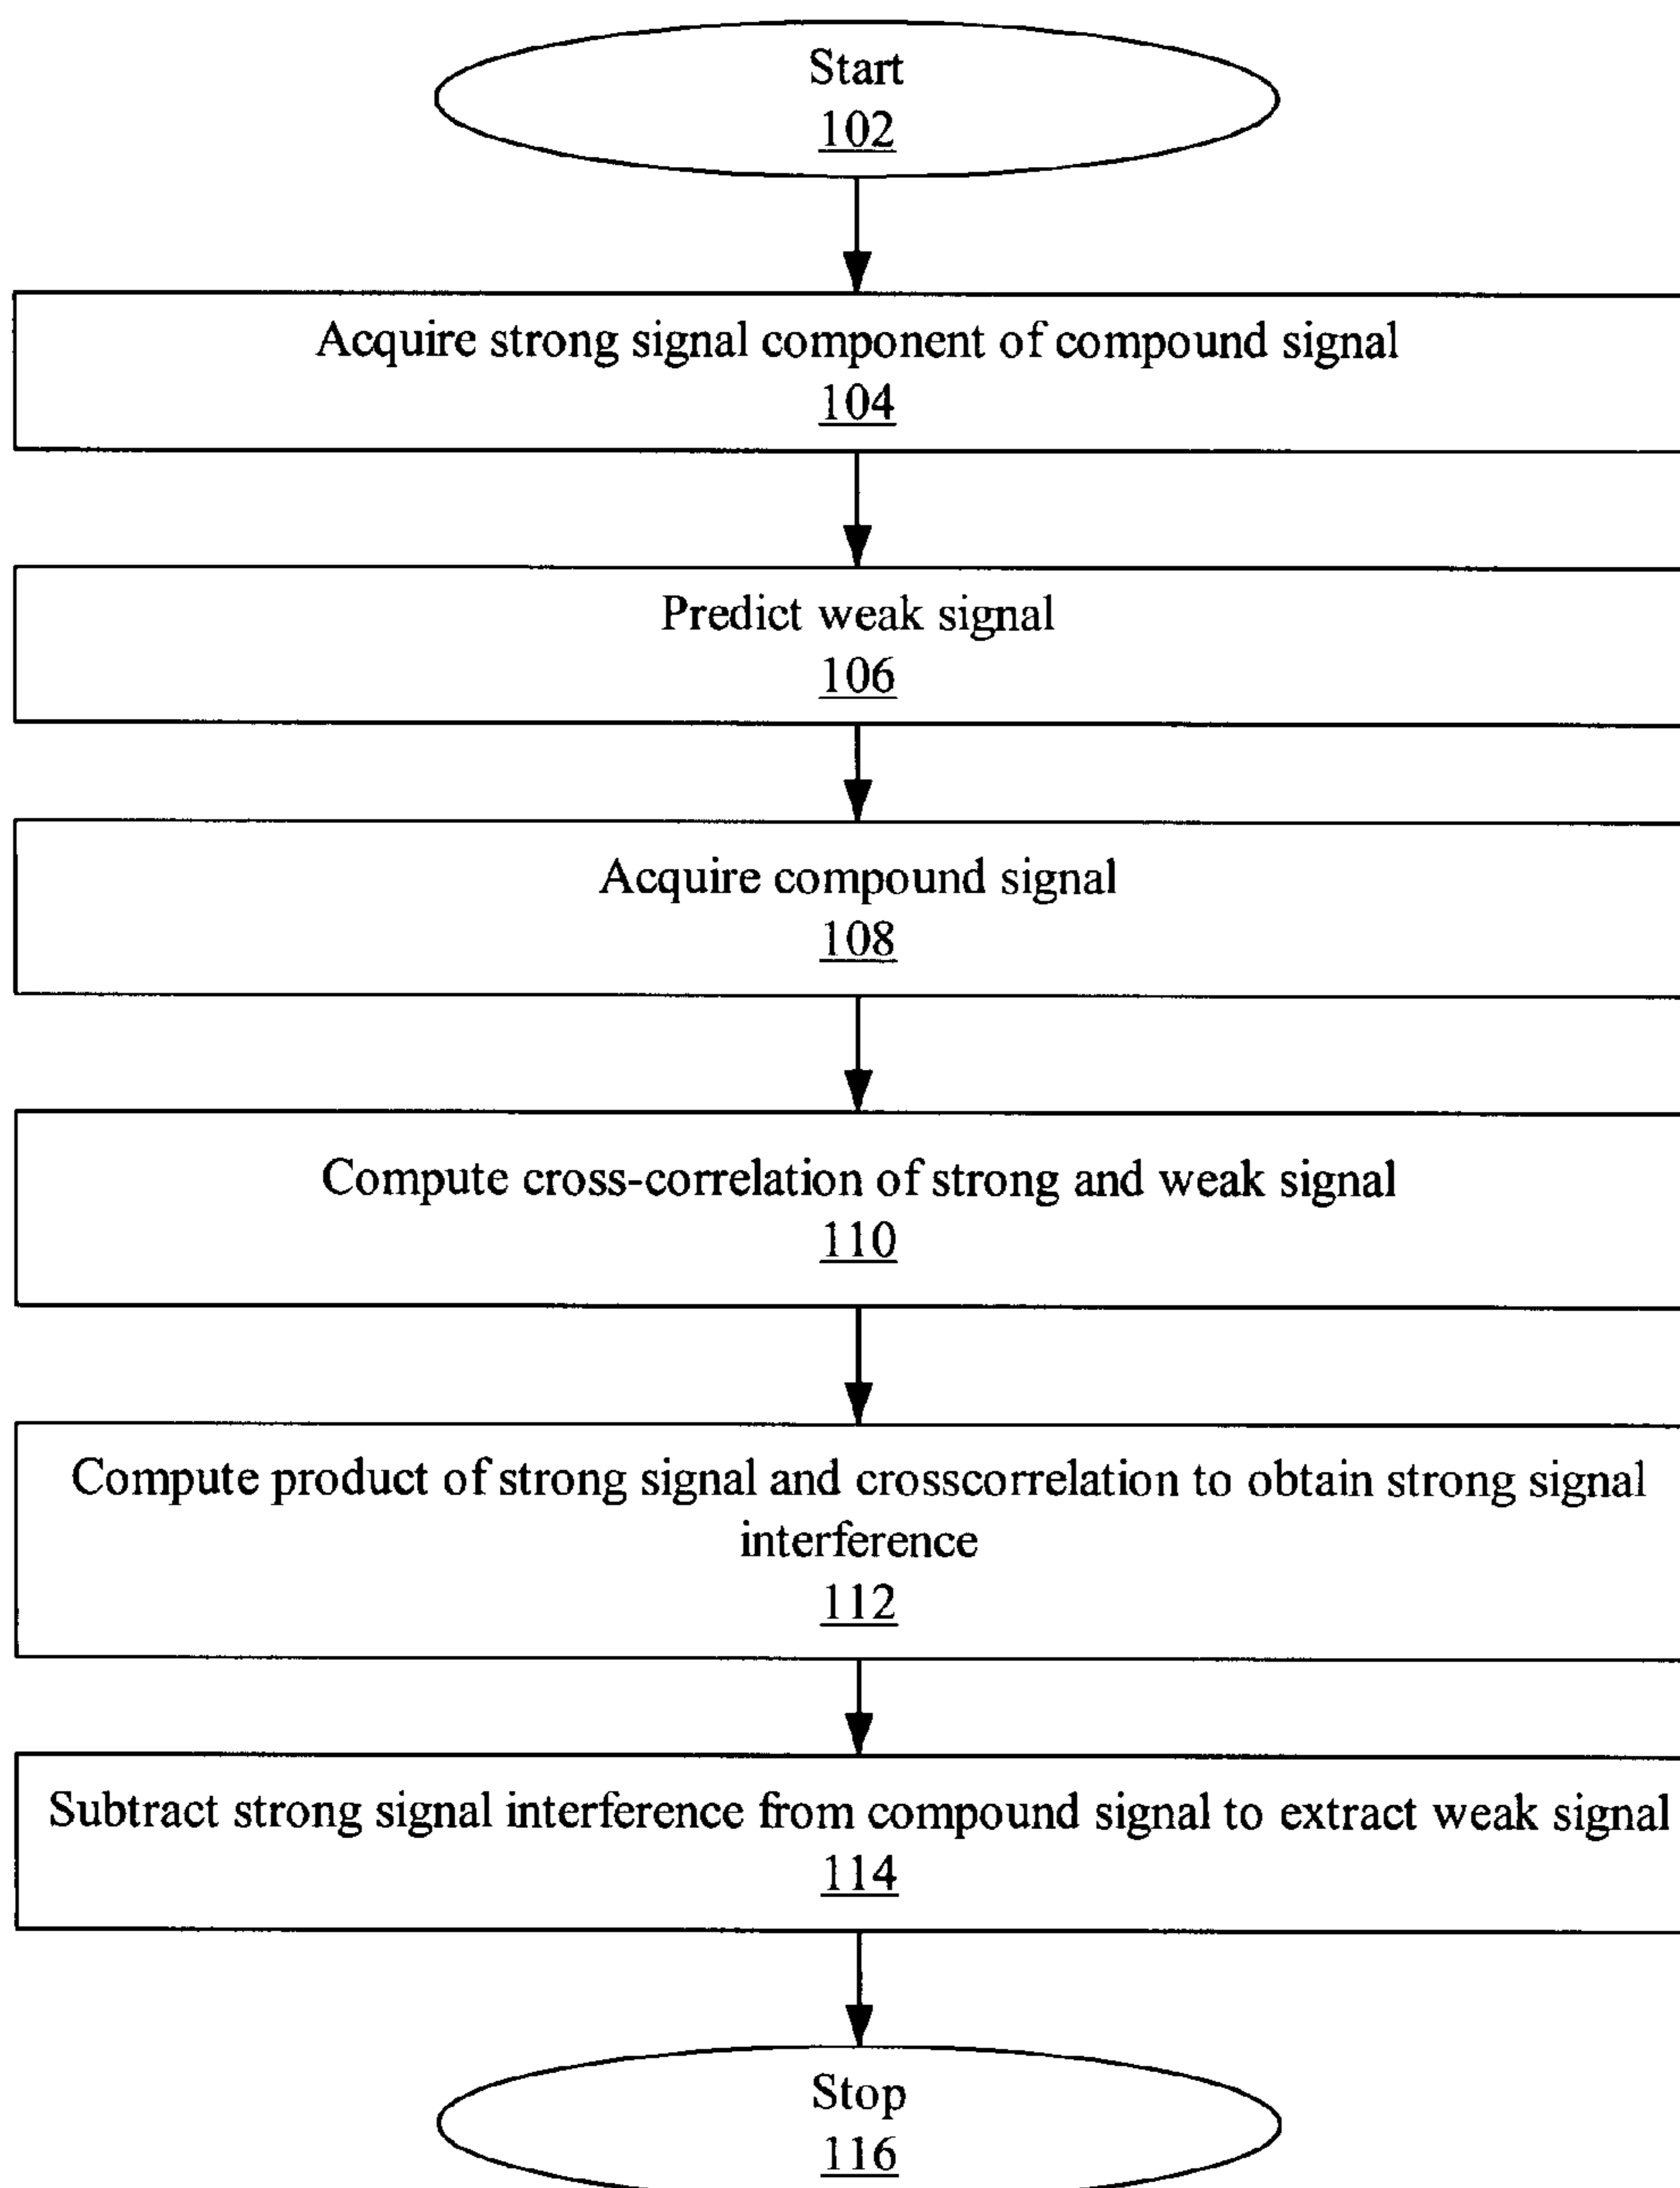 Start
102
Acquire strong signal component of compound signal
104
Predict weak signal
106
Acquire compound signal
108
Compute cross-correlation of strong and weak signal
110
Compute product of strong signal and crosscorrelation to obtain strong signal
interference
112
Subtract strong signal interference from compound signal to extract weak signal
114
Stop
116